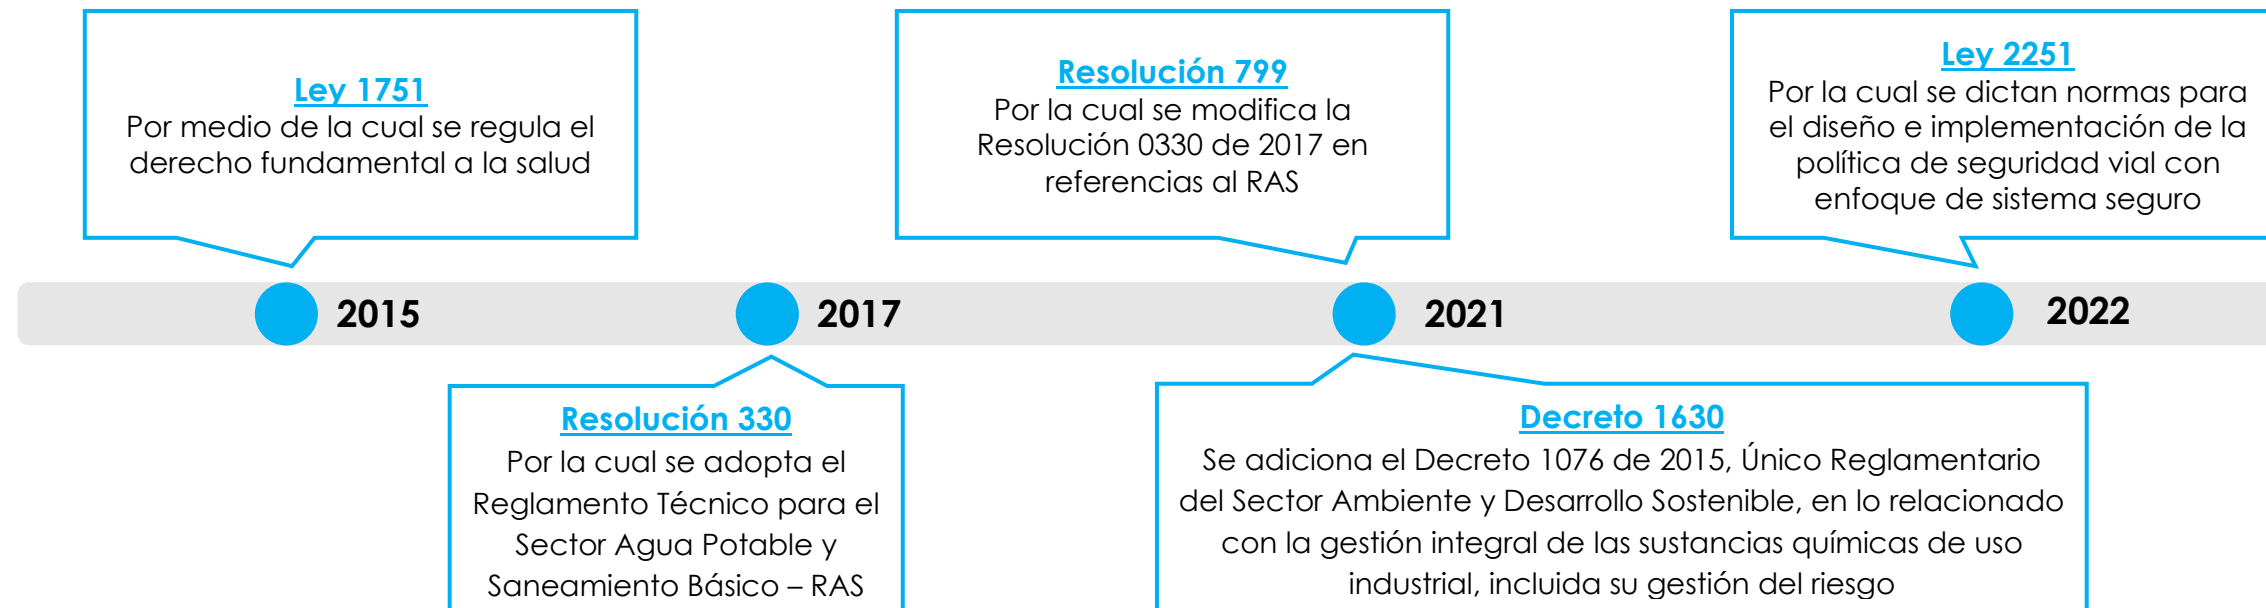 Ley 1751
Por medio de la cual se regula el
derecho fundamental a la salud
Resolución 799
Por la cual se modifica la
Resolución 0330 de 2017 en
referencias al RAS
Ley 2251
Por la cual se dictan normas para
el diseño e implementación de la
política de seguridad vial con
enfoque de sistema seguro
2015
2017
2021
2022
Resolución 330
Por la cual se adopta el
Reglamento Técnico para el
Sector Agua Potable y
Saneamiento Básico – RAS
Decreto 1630
Se adiciona el Decreto 1076 de 2015, Único Reglamentario
del Sector Ambiente y Desarrollo Sostenible, en lo relacionado
con la gestión integral de las sustancias químicas de uso
industrial, incluida su gestión del riesgo